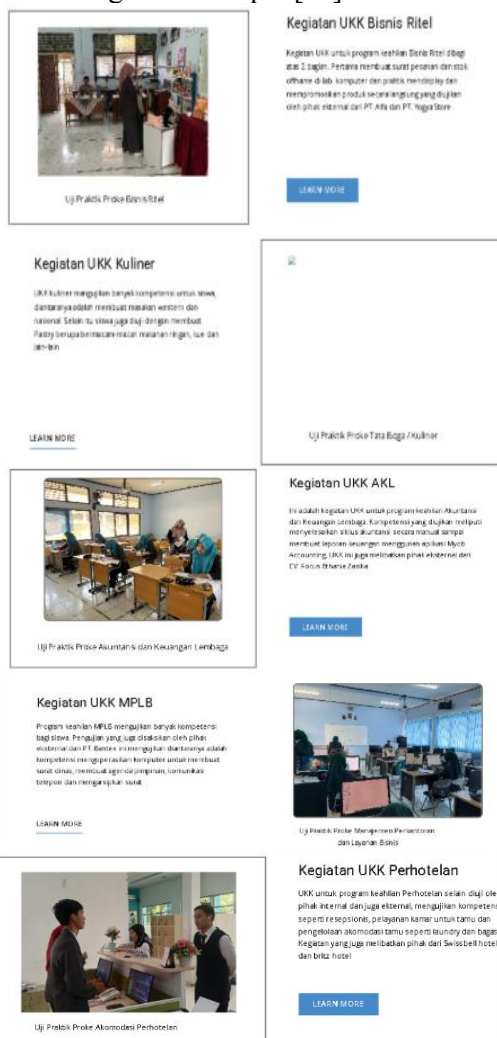 Kegiatan UKK Bisnis Ritel
Kegiatan UKK untuk program keahlian Bisnis Ritel dibagi
atas 2 bagian. Pertama membuat surat pesanan dan stok
di lab. komputer dan praktik mendisplay dan
mempromosikan produk secara langsung yang diujikan
oleh pihak external dari PT. Alfa dan PT. Yogya Store
LEARN MORE
Uji Praktik Proke Bisnis Ritel
Kegiatan UKK Kuliner
UKK kuliner mengujikan banyak kompetensi untuk siswa,
diantaranya adalah membuat masakan western dan
nasional. Selain itu siswa juga diuji dengan membuat
Pastry berupa bermacam-macam makanan ringan, kue dan
lain-lain
LEARN MORE
Uji Praktik Proke Tata Boga / Kuliner
Kegiatan UKK AKL
Ini adalah kegiatan UKK untuk program keahlian Akuntansi
dan Keuangan Lembaga. Kompetensi yang diujikan meliputi
menyelesaikan siklus akuntansi secara manual sampai
membuat laporan keuangan menggunan aplikasi Myob
Accounting. UKK ini juga melibatkan pihak eksternal dari
CV. Focus
LEARN MORE
Uji Praktik Proke Akuntansi dan Keuangan Lembaga
Kegiatan UKK MPLB
Program keahlian MPLB mengujikan banyak kompetensi
bagi siswa. Pengujian yang juga disaksikan oleh pihak
eksternal dari PT. ini mengujikan diantaranya adalah
kompetensi mengoperasikan komputer untuk membuat
surat dinas, membuat agenda pimpinan, komunikasi
telepon dan mengarsipkan surat
LEARN MORE
Uji Praktik Proke Manajemen Perkantoran
dan Layanan Bisnis
Kegiatan UKK Perhotelan
UKK untuk program keahlian Perhotelan selain diuji ole
pihak internal dan juga ekternal, mengujikan kompetens
seperti resepsionis, pelayanan kamar untuk tamu dan
pengelolaan akomodasi tamu seperti laundry dan bagas
Kegiatan yang juga melibatkan pihak dari Swissbell hotel
dan britz hotel
LEARN MORE
Uji Praktik Proke Akomodasi Perhotelan